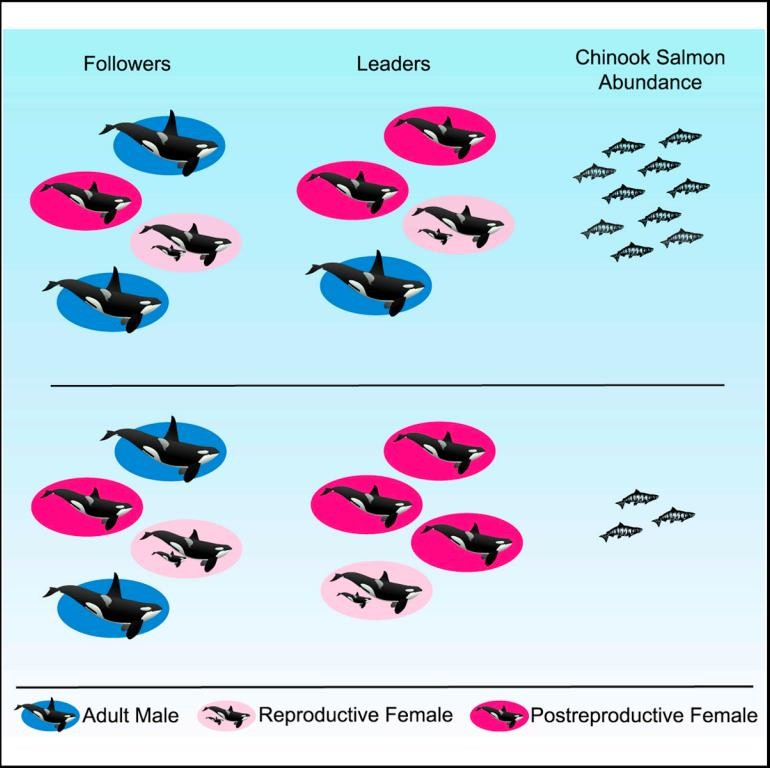 Followers
Leaders
Chinook Salmon
Abundance
Adult Male
Reproductive Female
Postreproductive Female